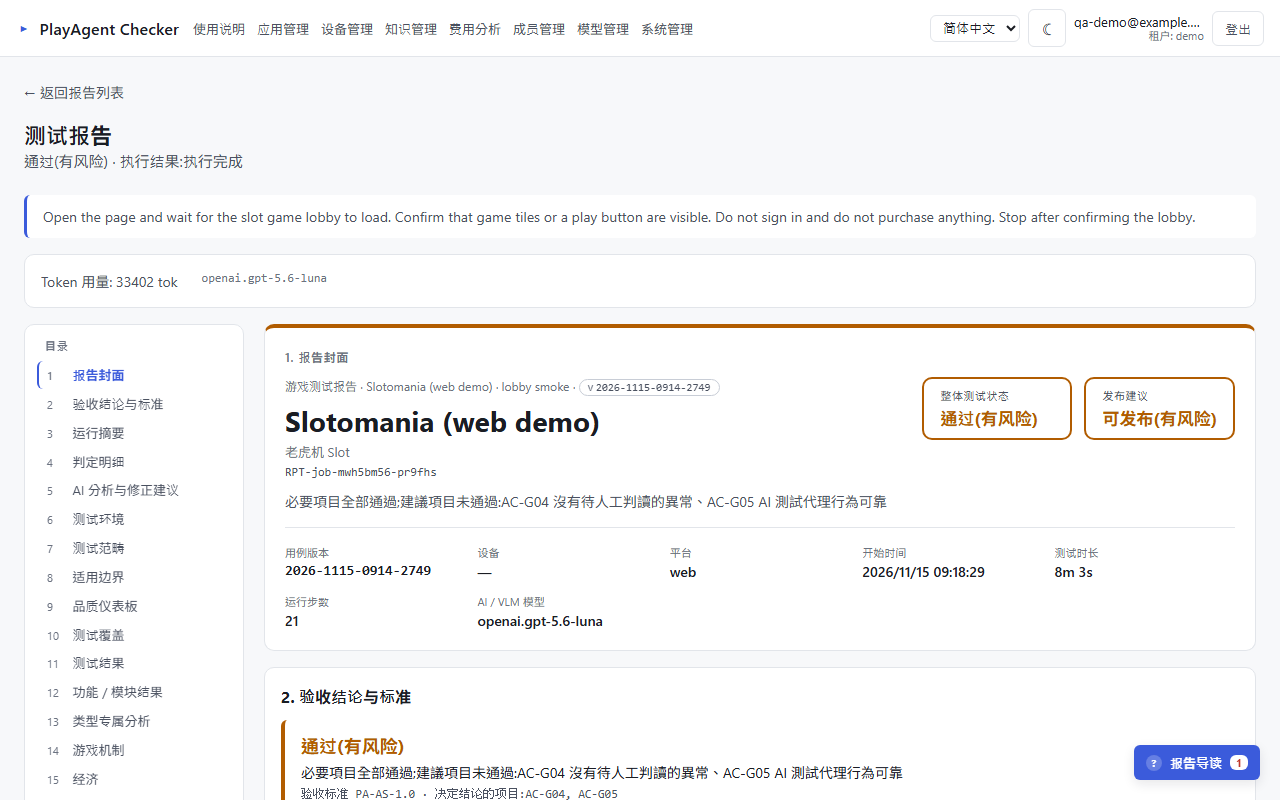 PlayAgent Checker 使用说明 应用管理 设备管理 知识管理 费用分析 成员管理 模型管理 系统管理 简体中文 qa-demo@example.... 租户: demo 登出
← 返回报告列表
测试报告
通过(有风险) · 执行结果:执行完成
Open the page and wait for the slot game lobby to load. Confirm that game tiles or a play button are visible. Do not sign in and do not purchase anything. Stop after confirming the lobby.
Token 用量: 33402 tok openai.gpt-5.6-luna
目录
1 报告封面
2 验收结论与标准
3 运行摘要
4 判定明细
5 AI 分析与修正建议
6 测试环境
7 测试范畴
8 适用边界
9 品质仪表板
10 测试覆盖
11 测试结果
12 功能 / 模块结果
13 类型专属分析
14 游戏机制
15 经济
1. 报告封面
游戏测试报告 · Slotomania (web demo) · lobby smoke · v 2026-1115-0914-2749
Slotomania (web demo)
老虎机 Slot
RPT-job-mwh5bm56-pr9fhs
整体测试状态
通过(有风险)
发布建议
可发布(有风险)
必要項目全部通過;建議項目未通過:AC-G04 沒有待人工判讀的異常、AC-G05 AI 測試代理行為可靠
用例版本 设备 平台 开始时间 测试时长
2026-1115-0914-2749 — web 2026/11/15 09:18:29 8m 3s
运行步数 AI / VLM 模型
21 openai.gpt-5.6-luna
2. 验收结论与标准
通过(有风险)
必要項目全部通過;建議項目未通過:AC-G04 沒有待人工判讀的異常、AC-G05 AI 測試代理行為可靠
验收标准 PA-AS-1.0 · 决定结论的项目:AC-G04, AC-G05
? 报告导读 1